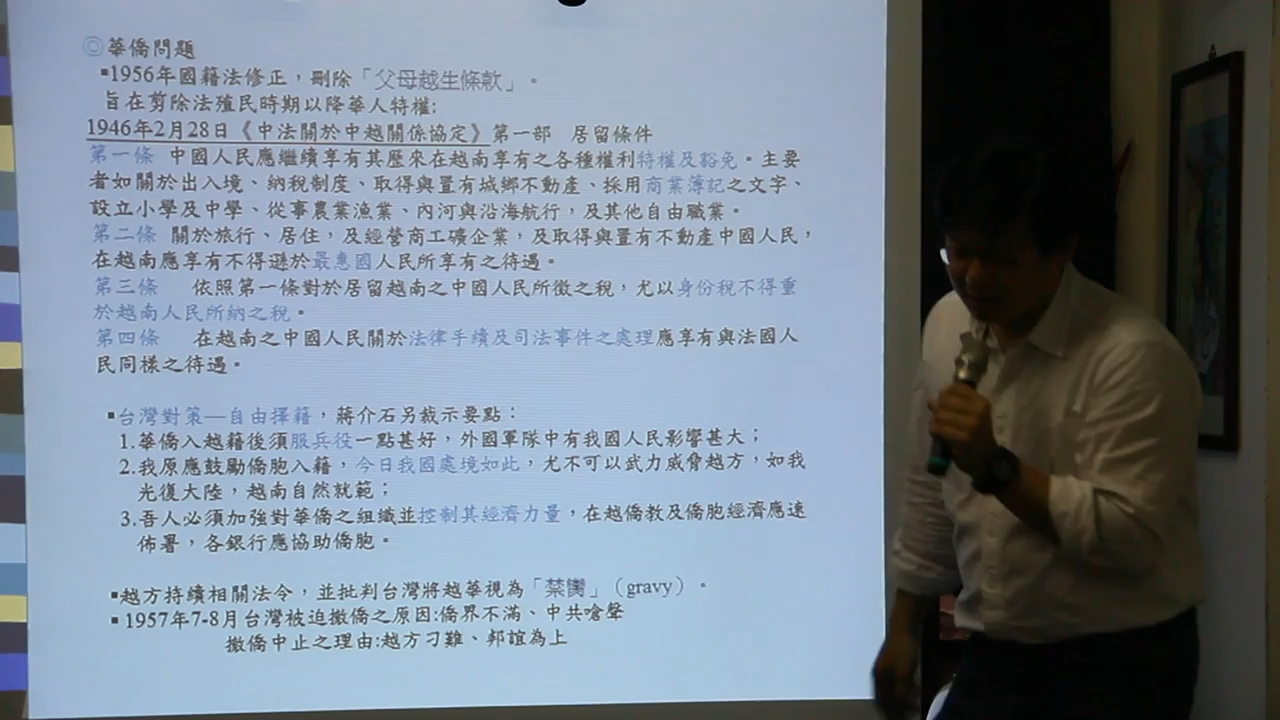 ◎華僑問題
▪1956年國籍法修正，刪除「父母越生條款」。
旨在剪除法殖民時期以降華人特權:
1946年2月28日《中法關於中越關係協定》第一部 居留條件
第一條 中國人民應繼續享有其歷來在越南享有之各種權利特權及豁免。主要
者如關於出入境、納稅制度、取得與置有城鄉不動產、採用商業簿記之文字、
設立小學及中學、從事農業漁業、內河與沿海航行，及其他自由職業。
第二條 關於旅行、居住，及經營商工礦企業，及取得與置有不動產中國人民，
在越南應享有不得遜於最惠國人民所享有之待遇。
第三條 依照第一條對於居留越南之中國人民所徵之稅，尤以身份稅不得重
於越南人民所納之稅。
第四條 在越南之中國人民關於法律手續及司法事件之處理應享有與法國人
民同樣之待遇。
▪台灣對策—自由擇籍，蔣介石另裁示要點：
1.華僑入越籍後須服兵役一點甚好，外國軍隊中有我國人民影響甚大；
2.我原應鼓勵僑胞入籍，今日我國處境如此，尤不可以武力威脅越方，如我
光復大陸，越南自然就範；
3.吾人必須加強對華僑之組織並控制其經濟力量，在越僑教及僑胞經濟應速
佈署，各銀行應協助僑胞。
▪越方持續相關法令，並批判台灣將越華視為「禁臠」（gravy）。
▪1957年7-8月台灣被迫撤僑之原因:僑界不滿、中共嗆聲
撤僑中止之理由:越方刁難、邦誼為上